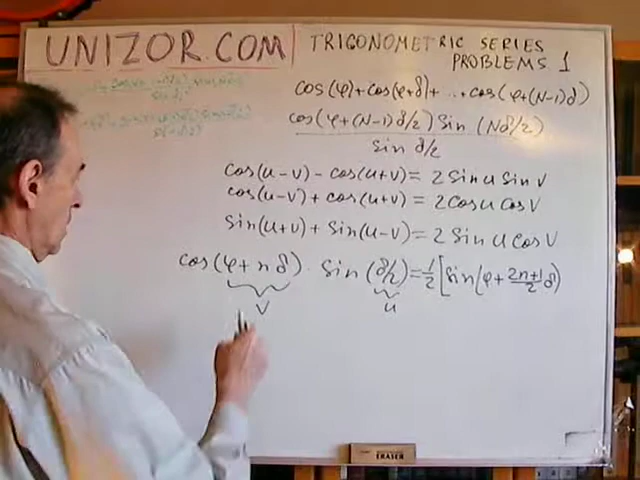 UNIZOR.COM
TRIGONOMETRIC SERIES
PROBLEMS 1
cos(φ)+cos(φ+δ)+...cos(φ+(N-1)δ)
cos(φ+(N-1)δ/2) sin(Nδ/2)
sin δ/2
cos(u-v)-cos(u+v)=2 sin u sin v
cos(u-v)+cos(u+v)=2cos u cos v
sin(u+v)+sin(u-v)=2 sin u cos v
cos(φ+nδ)· sin(δ/2)=1/2[sin(φ+2n+1/2 δ)
v u
ERASER